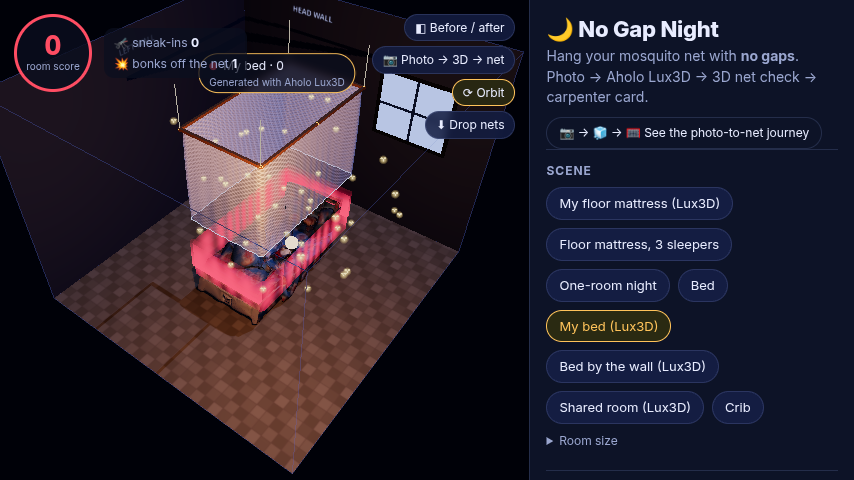 HEAD WALL
0
room score
🦟 sneak-ins 0
💥 bonks off the net 1
bed · 0
Generated with Aholo Lux3D
◧ Before / after
📷 Photo → 3D → net
⟳ Orbit
⬇ Drop nets
🌙 No Gap Night
Hang your mosquito net with no gaps.
Photo → Aholo Lux3D → 3D net check →
carpenter card.
📷 → 🧊 → 🥅 See the photo-to-net journey
SCENE
My floor mattress (Lux3D)
Floor mattress, 3 sleepers
One-room night
Bed
My bed (Lux3D)
Bed by the wall (Lux3D)
Shared room (Lux3D)
Crib
▶ Room size